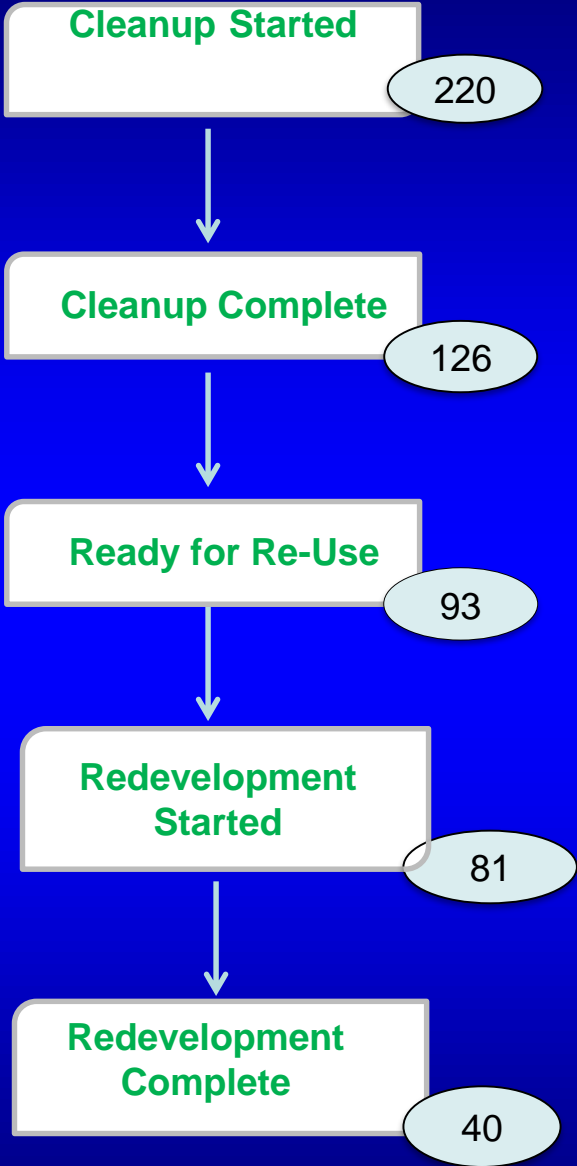 Cleanup Started
220
Cleanup Complete
126
Ready for Re-Use
93
Redevelopment
Started
81
Redevelopment
Complete
40